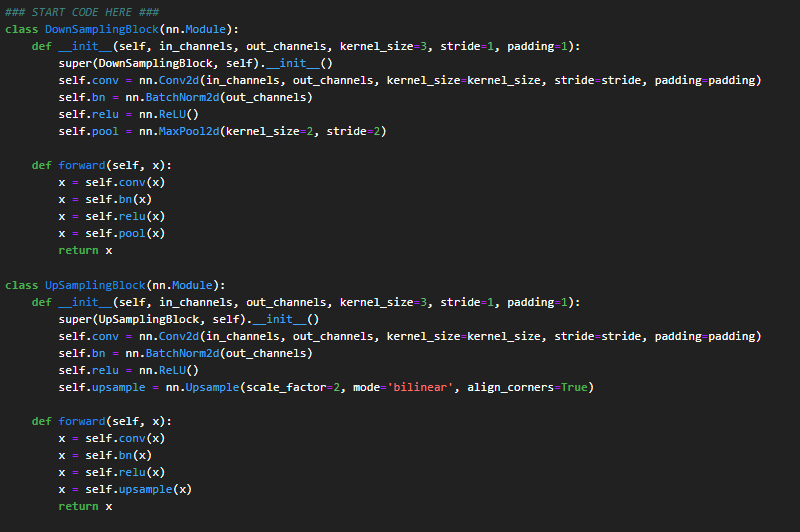 ### START CODE HERE ###
class DownSamplingBlock(nn.Module):
    def __init__(self, in_channels, out_channels, kernel_size=3, stride=1, padding=1):
        super(DownSamplingBlock, self).__init__()
        self.conv = nn.Conv2d(in_channels, out_channels, kernel_size=kernel_size, stride=stride, padding=padding)
        self.bn = nn.BatchNorm2d(out_channels)
        self.relu = nn.ReLU()
        self.pool = nn.MaxPool2d(kernel_size=2, stride=2)

    def forward(self, x):
        x = self.conv(x)
        x = self.bn(x)
        x = self.relu(x)
        x = self.pool(x)
        return x

class UpSamplingBlock(nn.Module):
    def __init__(self, in_channels, out_channels, kernel_size=3, stride=1, padding=1):
        super(UpSamplingBlock, self).__init__()
        self.conv = nn.Conv2d(in_channels, out_channels, kernel_size=kernel_size, stride=stride, padding=padding)
        self.bn = nn.BatchNorm2d(out_channels)
        self.relu = nn.ReLU()
        self.upsample = nn.Upsample(scale_factor=2, mode='bilinear', align_corners=True)

    def forward(self, x):
        x = self.conv(x)
        x = self.bn(x)
        x = self.relu(x)
        x = self.upsample(x)
        return x